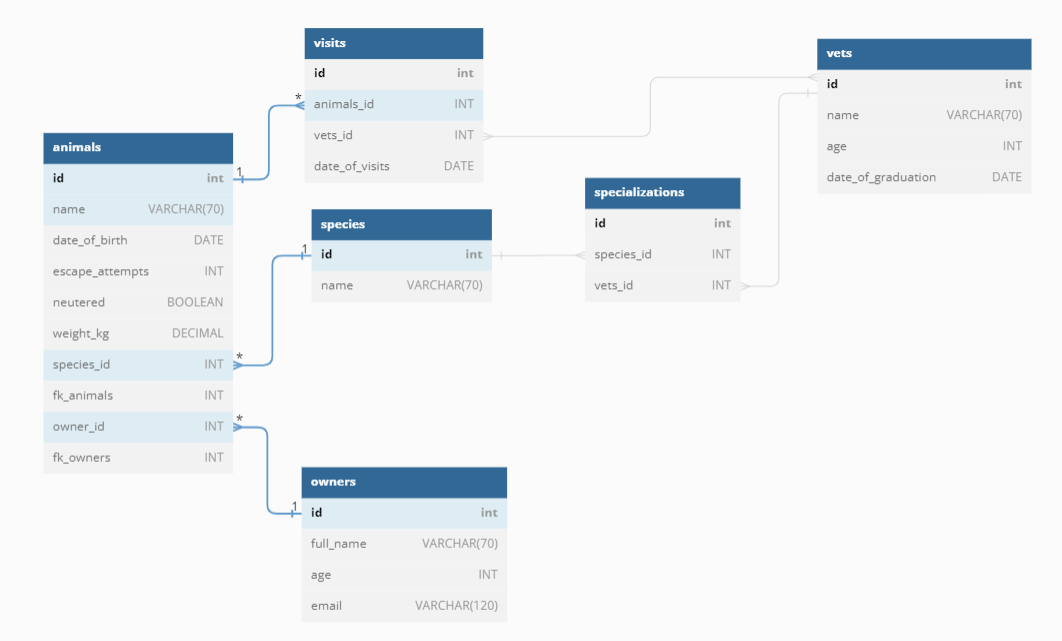 visits
id int
animals_id INT
vets_id INT
date_of_visits DATE
vets
id int
name VARCHAR(70)
age INT
date_of_graduation DATE
animals
id int
name VARCHAR(70)
date_of_birth DATE
escape_attempts INT
neutered BOOLEAN
weight_kg DECIMAL
species_id INT
fk_animals INT
owner_id INT
fk_owners INT
1
*
*
*
species
id int
name VARCHAR(70)
1
specializations
id int
species_id INT
vets_id INT
owners
id int
full_name VARCHAR(70)
age INT
email VARCHAR(120)
1